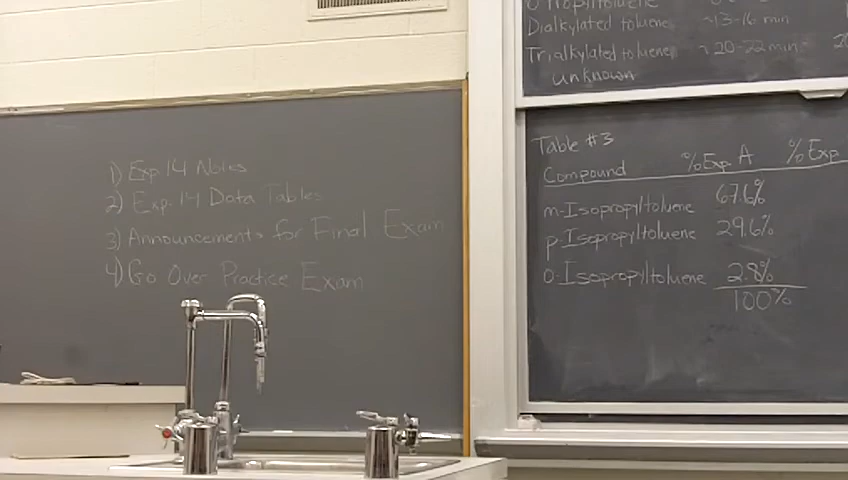 1) Exp. 14 Notes
2) Exp. 14 Data Tables
3) Announcements for Final Exam
4) Go Over Practice Exam
Dialkylated toluene ~13-16 min
Trialkylated toluene ~20-22 min
unknown
Table #3
Compound %Exp A %Exp
m-Isopropyltoluene 67.6%
p-Isopropyltoluene 29.6%
o-Isopropyltoluene 2.8%
100%